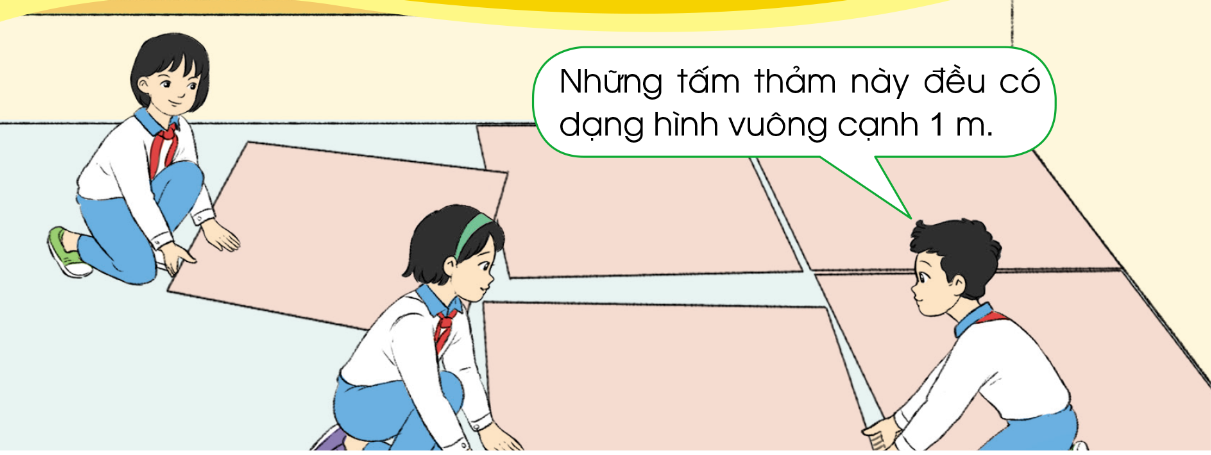 Những tấm thảm này đều có
dạng hình vuông cạnh 1 m.